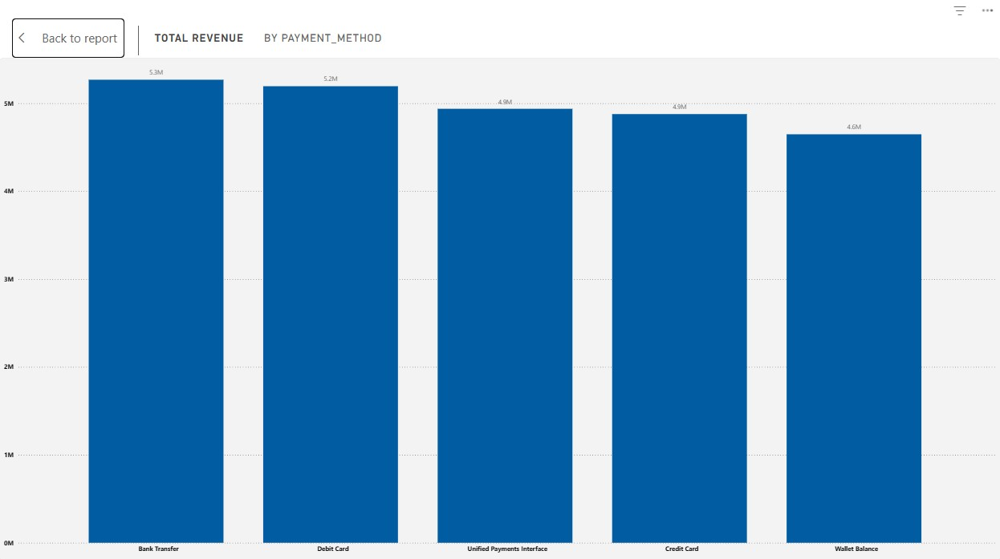 Back to report
TOTAL REVENUE BY PAYMENT_METHOD
5.3M
5.2M
4.9M
4.9M
4.6M
5M
4M
3M
2M
1M
0M
Bank Transfer
Debit Card
Unified Payments Interface
Credit Card
Wallet Balance